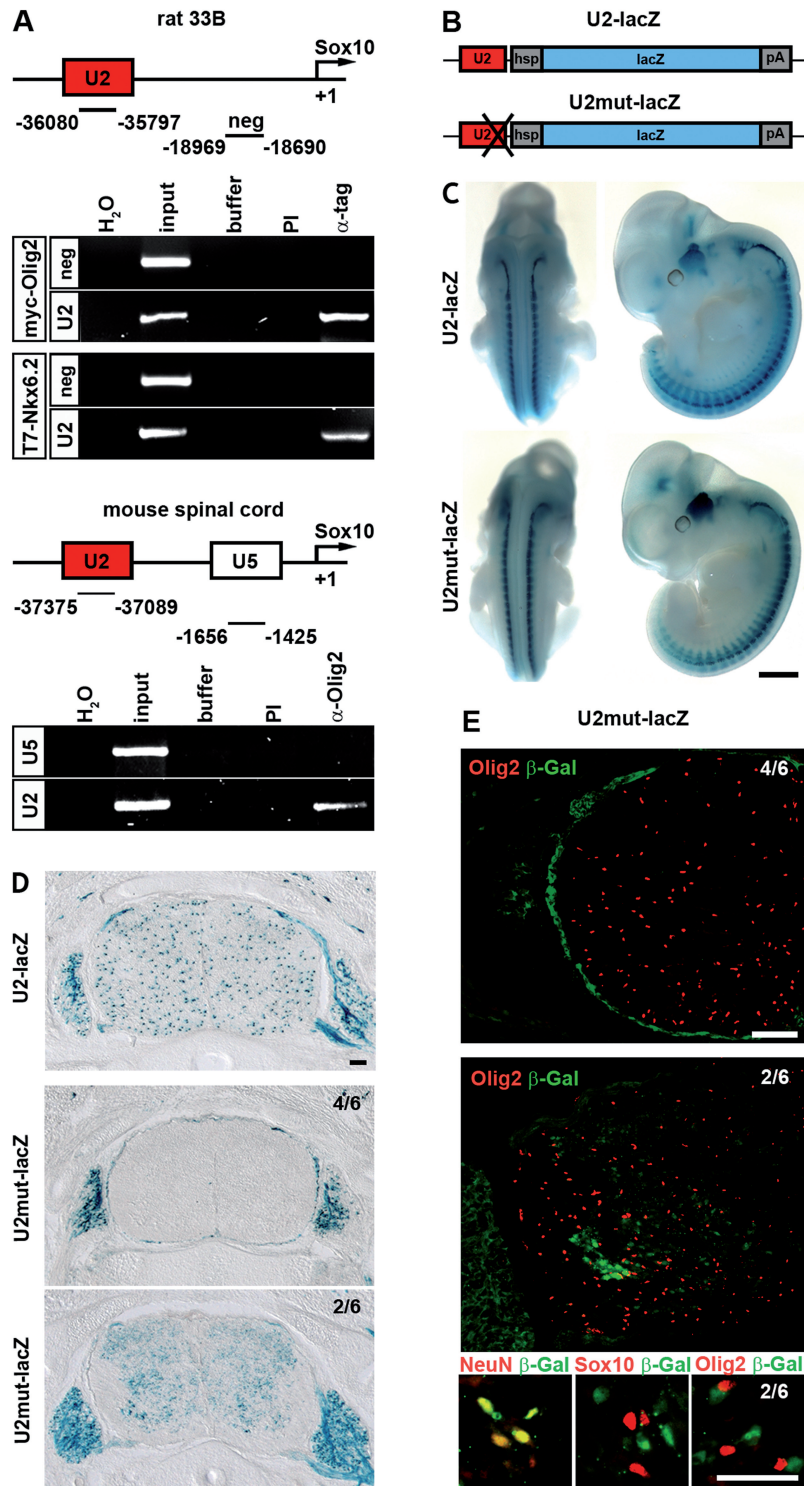 A
rat 33B
U2
Sox10
+1
-36080
-35797
neg
-18969
-18690
H2O
input
buffer
PI
α-tag
myc-Olig2
neg
U2
T7-Nkx6.2
neg
U2
mouse spinal cord
U2
U5
Sox10
+1
-37375
-37089
-1656
-1425
H2O
input
buffer
PI
α-Olig2
U5
U2
B
U2-lacZ
U2
hsp
lacZ
pA
U2mut-lacZ
U2
hsp
lacZ
pA
C
U2-lacZ
U2mut-lacZ
D
U2-lacZ
U2mut-lacZ
4/6
U2mut-lacZ
2/6
E
U2mut-lacZ
Olig2 β-Gal
4/6
Olig2 β-Gal
2/6
NeuN β-Gal
Sox10 β-Gal
Olig2 β-Gal
2/6